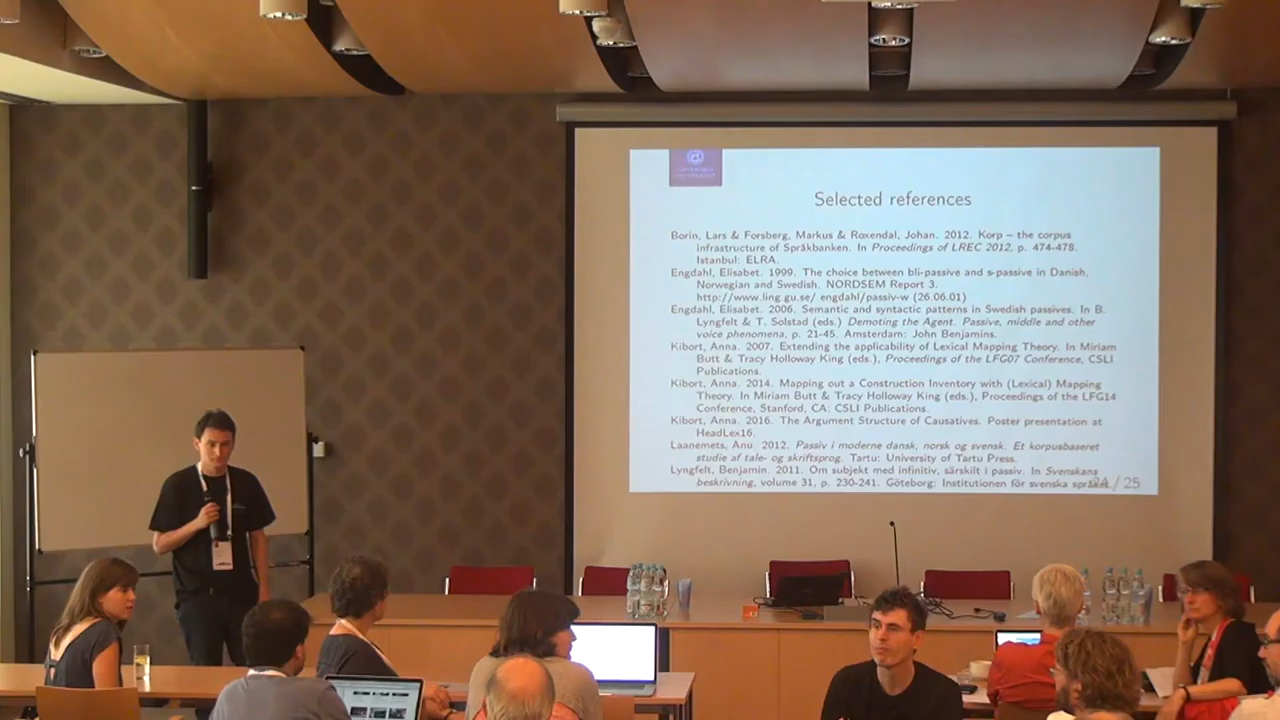 Selected references
Borin, Lars & Forsberg, Markus & Roxendal, Johan. 2012. Korp – the corpus
infrastructure of Språkbanken. In Proceedings of LREC 2012, p. 474-478.
Istanbul: ELRA.
Engdahl, Elisabet. 1999. The choice between bli-passive and s-passive in Danish,
Norwegian and Swedish. NORDSEM Report 3.
http://www.ling.gu.se/ engdahl/passiv-w (26.06.01)
Engdahl, Elisabet. 2006. Semantic and syntactic patterns in Swedish passives. In B.
Lyngfelt & T. Solstad (eds.) Demoting the Agent. Passive, middle and other
voice phenomena, p. 21-45. Amsterdam: John Benjamins.
Kibort, Anna. 2007. Extending the applicability of Lexical Mapping Theory. In Miriam
Butt & Tracy Holloway King (eds.), Proceedings of the LFG07 Conference, CSLI
Publications.
Kibort, Anna. 2014. Mapping out a Construction Inventory with (Lexical) Mapping
Theory. In Miriam Butt & Tracy Holloway King (eds.), Proceedings of the LFG14
Conference, Stanford, CA: CSLI Publications.
Kibort, Anna. 2016. The Argument Structure of Causatives. Poster presentation at
HeadLex16.
Laanemets, Anu. 2012. Passiv i moderne dansk, norsk og svensk. Et korpusbaseret
studie af tale- og skriftsprog. Tartu: University of Tartu Press.
Lyngfelt, Benjamin. 2011. Om subjekt med infinitiv, särskilt i passiv. In Svenskans
beskrivning, volume 31, p. 230-241. Göteborg: Institutionen för svenska språket.
24 / 25